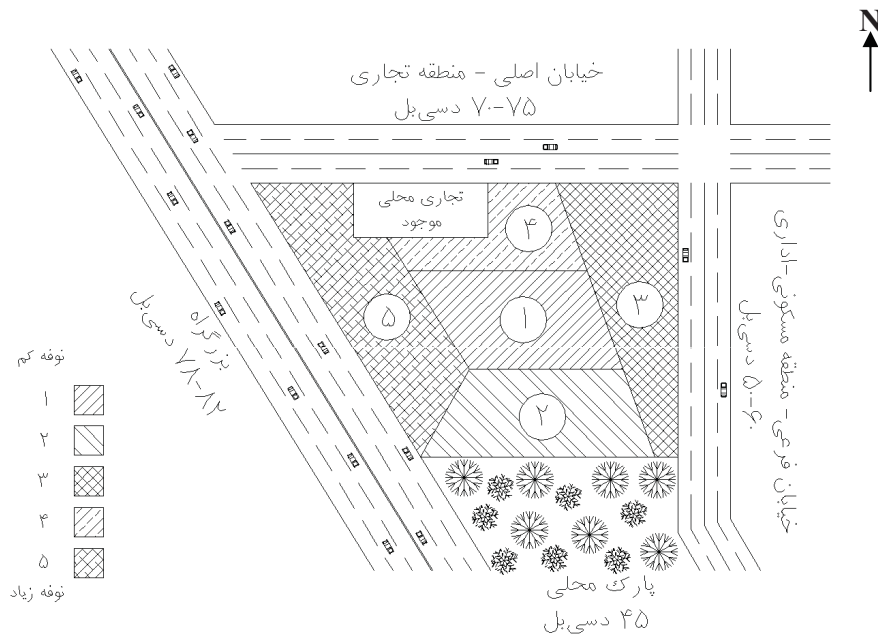 N
خیابان اصلی - منطقه تجاری
۷۰-۷۵ دسی‌بل
تجاری محلی
موجود
۴
۳
۱
۵
۲
خیابان فرعی - منطقه مسکونی-اداری
۵۰-۶۰ دسی‌بل
بزرگراه
۷۸-۸۲ دسی‌بل
نوفه کم
۱
۲
۳
۴
۵
نوفه زیاد
پارک محلی
۴۵ دسی‌بل